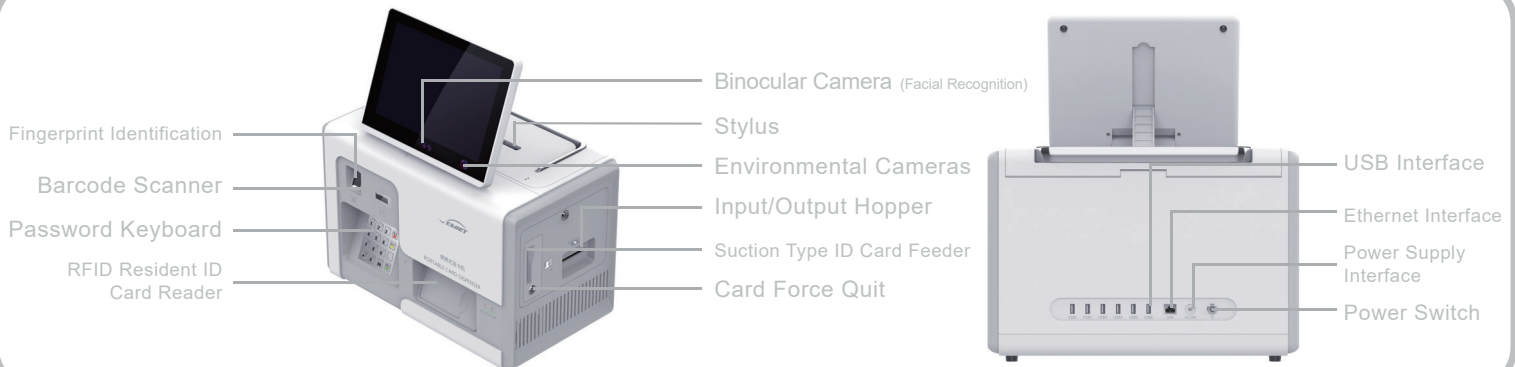 Fingerprint Identification
Barcode Scanner
Password Keyboard
RFID Resident ID
Card Reader
PORTABLE CARD DISPENSER
Binocular Camera (Facial Recognition)
Stylus
Environmental Cameras
Input/Output Hopper
Suction Type ID Card Feeder
Card Force Quit
USB Interface
Ethernet Interface
Power Supply
Interface
Power Switch